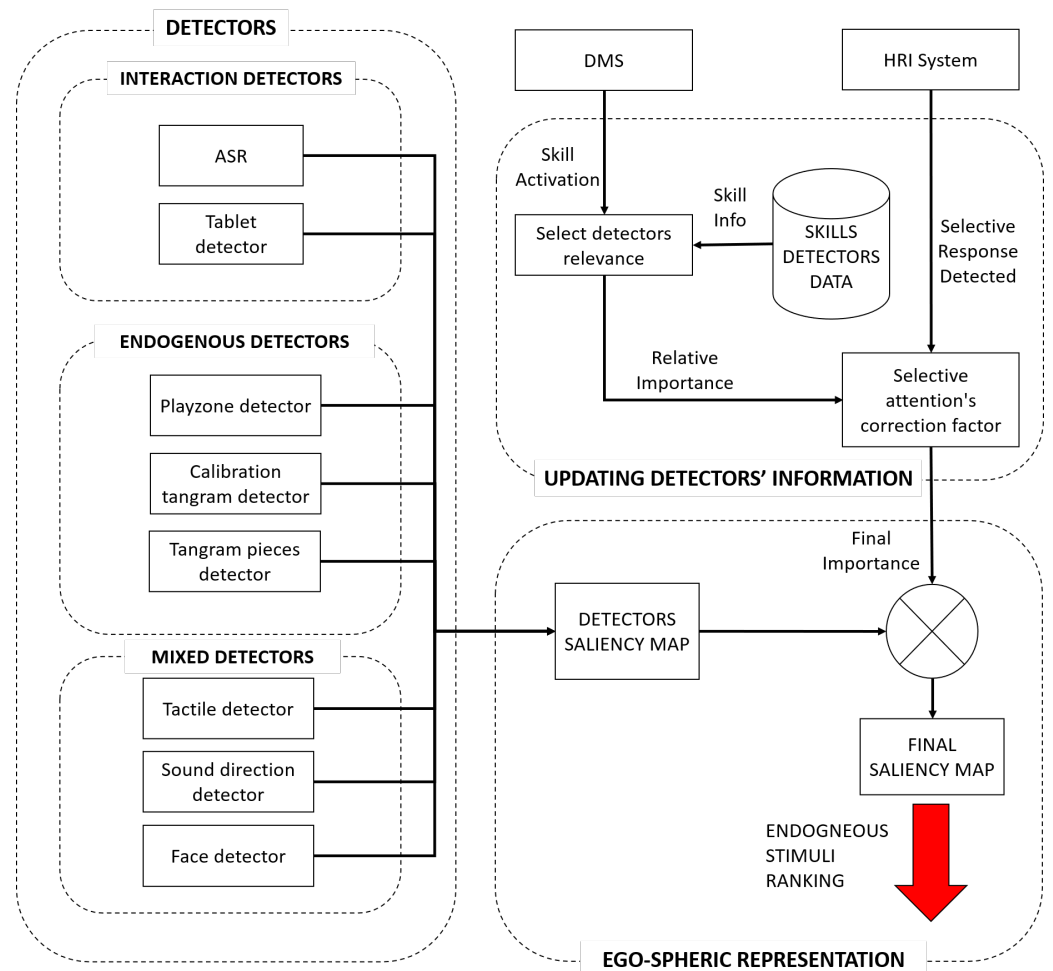 DETECTORS
INTERACTION DETECTORS
ASR
Tablet
detector
ENDOGENOUS DETECTORS
Playzone detector
Calibration
tangram detector
Tangram pieces
detector
MIXED DETECTORS
Tactile detector
Sound direction
detector
Face detector
DMS
HRI System
Skill
Activation
Skill
Info
Select detectors
relevance
SKILLS
DETECTORS
DATA
Selective
Response
Detected
Relative
Importance
Selective
attention's
correction factor
UPDATING DETECTORS’ INFORMATION
Final
Importance
DETECTORS
SALIENCY MAP
FINAL
SALIENCY MAP
ENDOGNEOUS
STIMULI
RANKING
EGO-SPHERIC REPRESENTATION